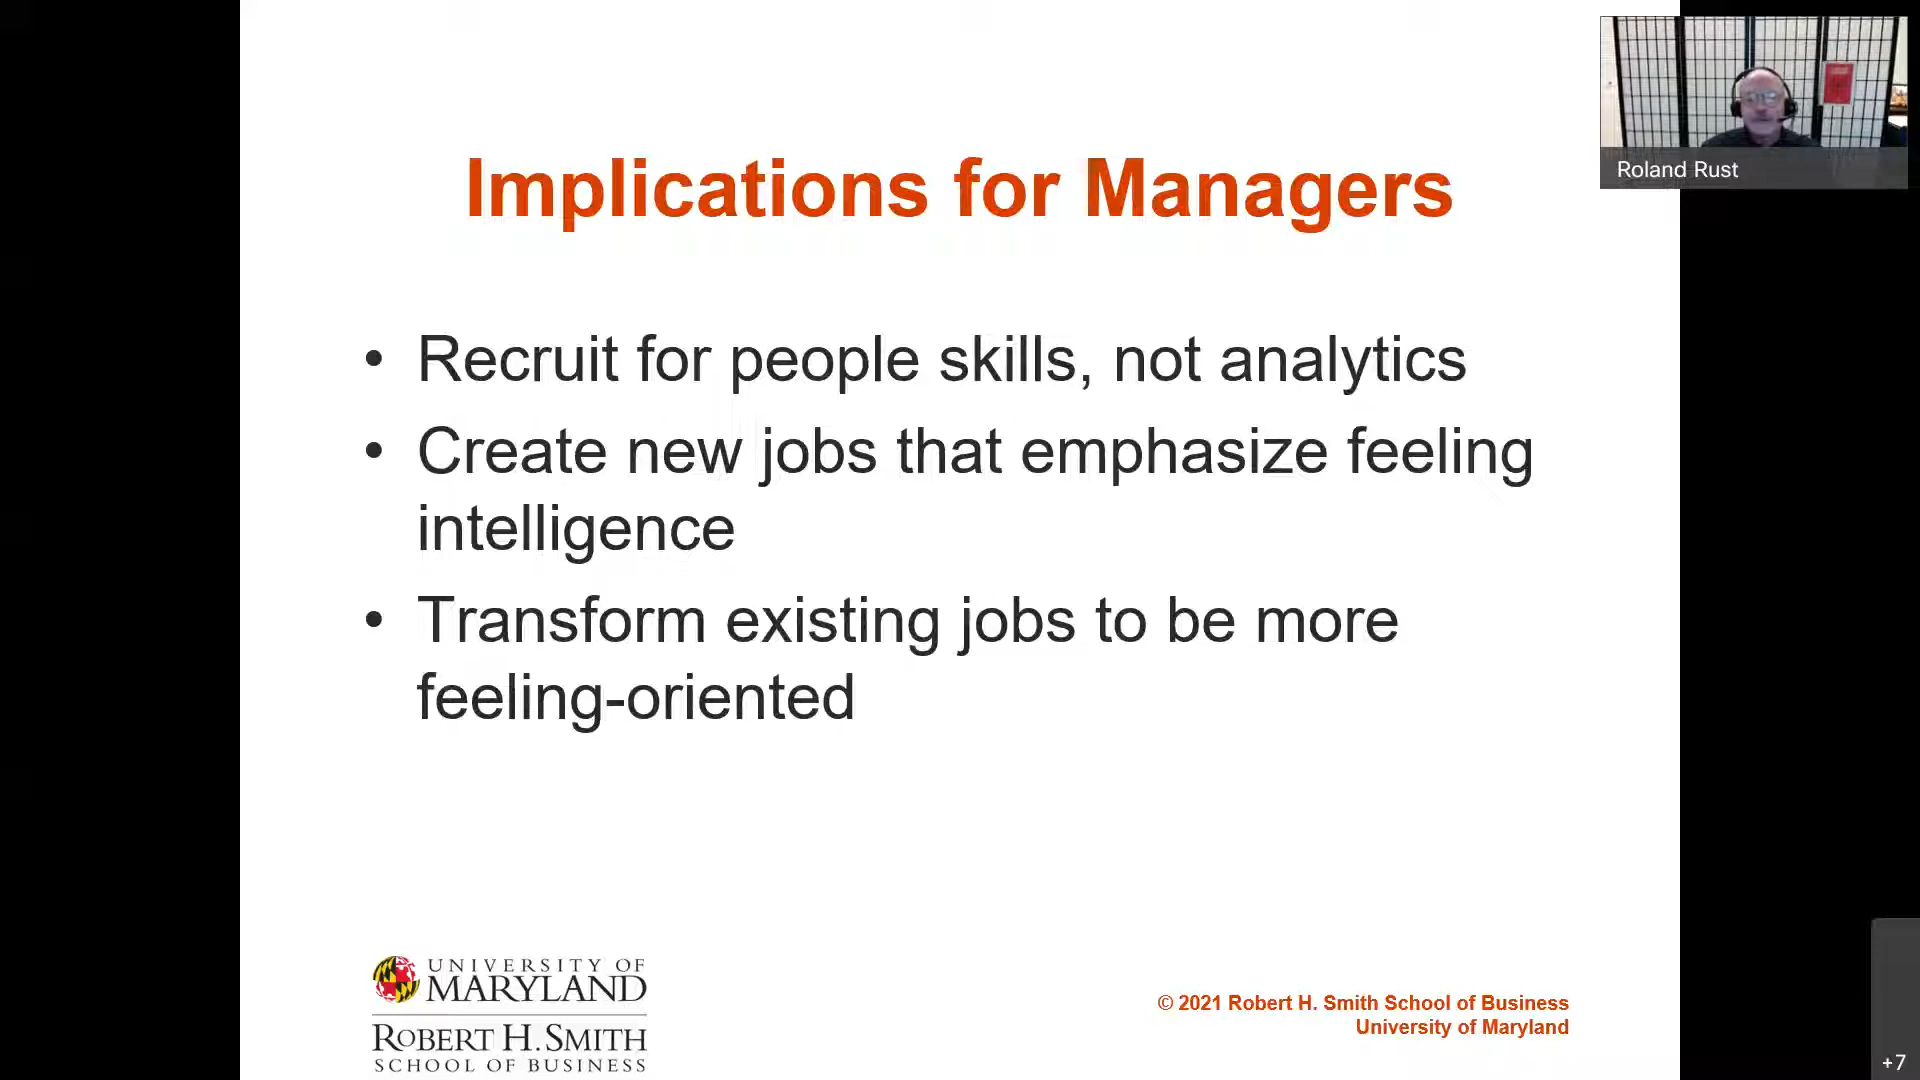 Implications for Managers
Roland Rust
• Recruit for people skills, not analytics
• Create new jobs that emphasize feeling
intelligence
• Transform existing jobs to be more
feeling-oriented
UNIVERSITY OF
MARYLAND
ROBERT H. SMITH
SCHOOL OF BUSINESS
© 2021 Robert H. Smith School of Business
University of Maryland
+7